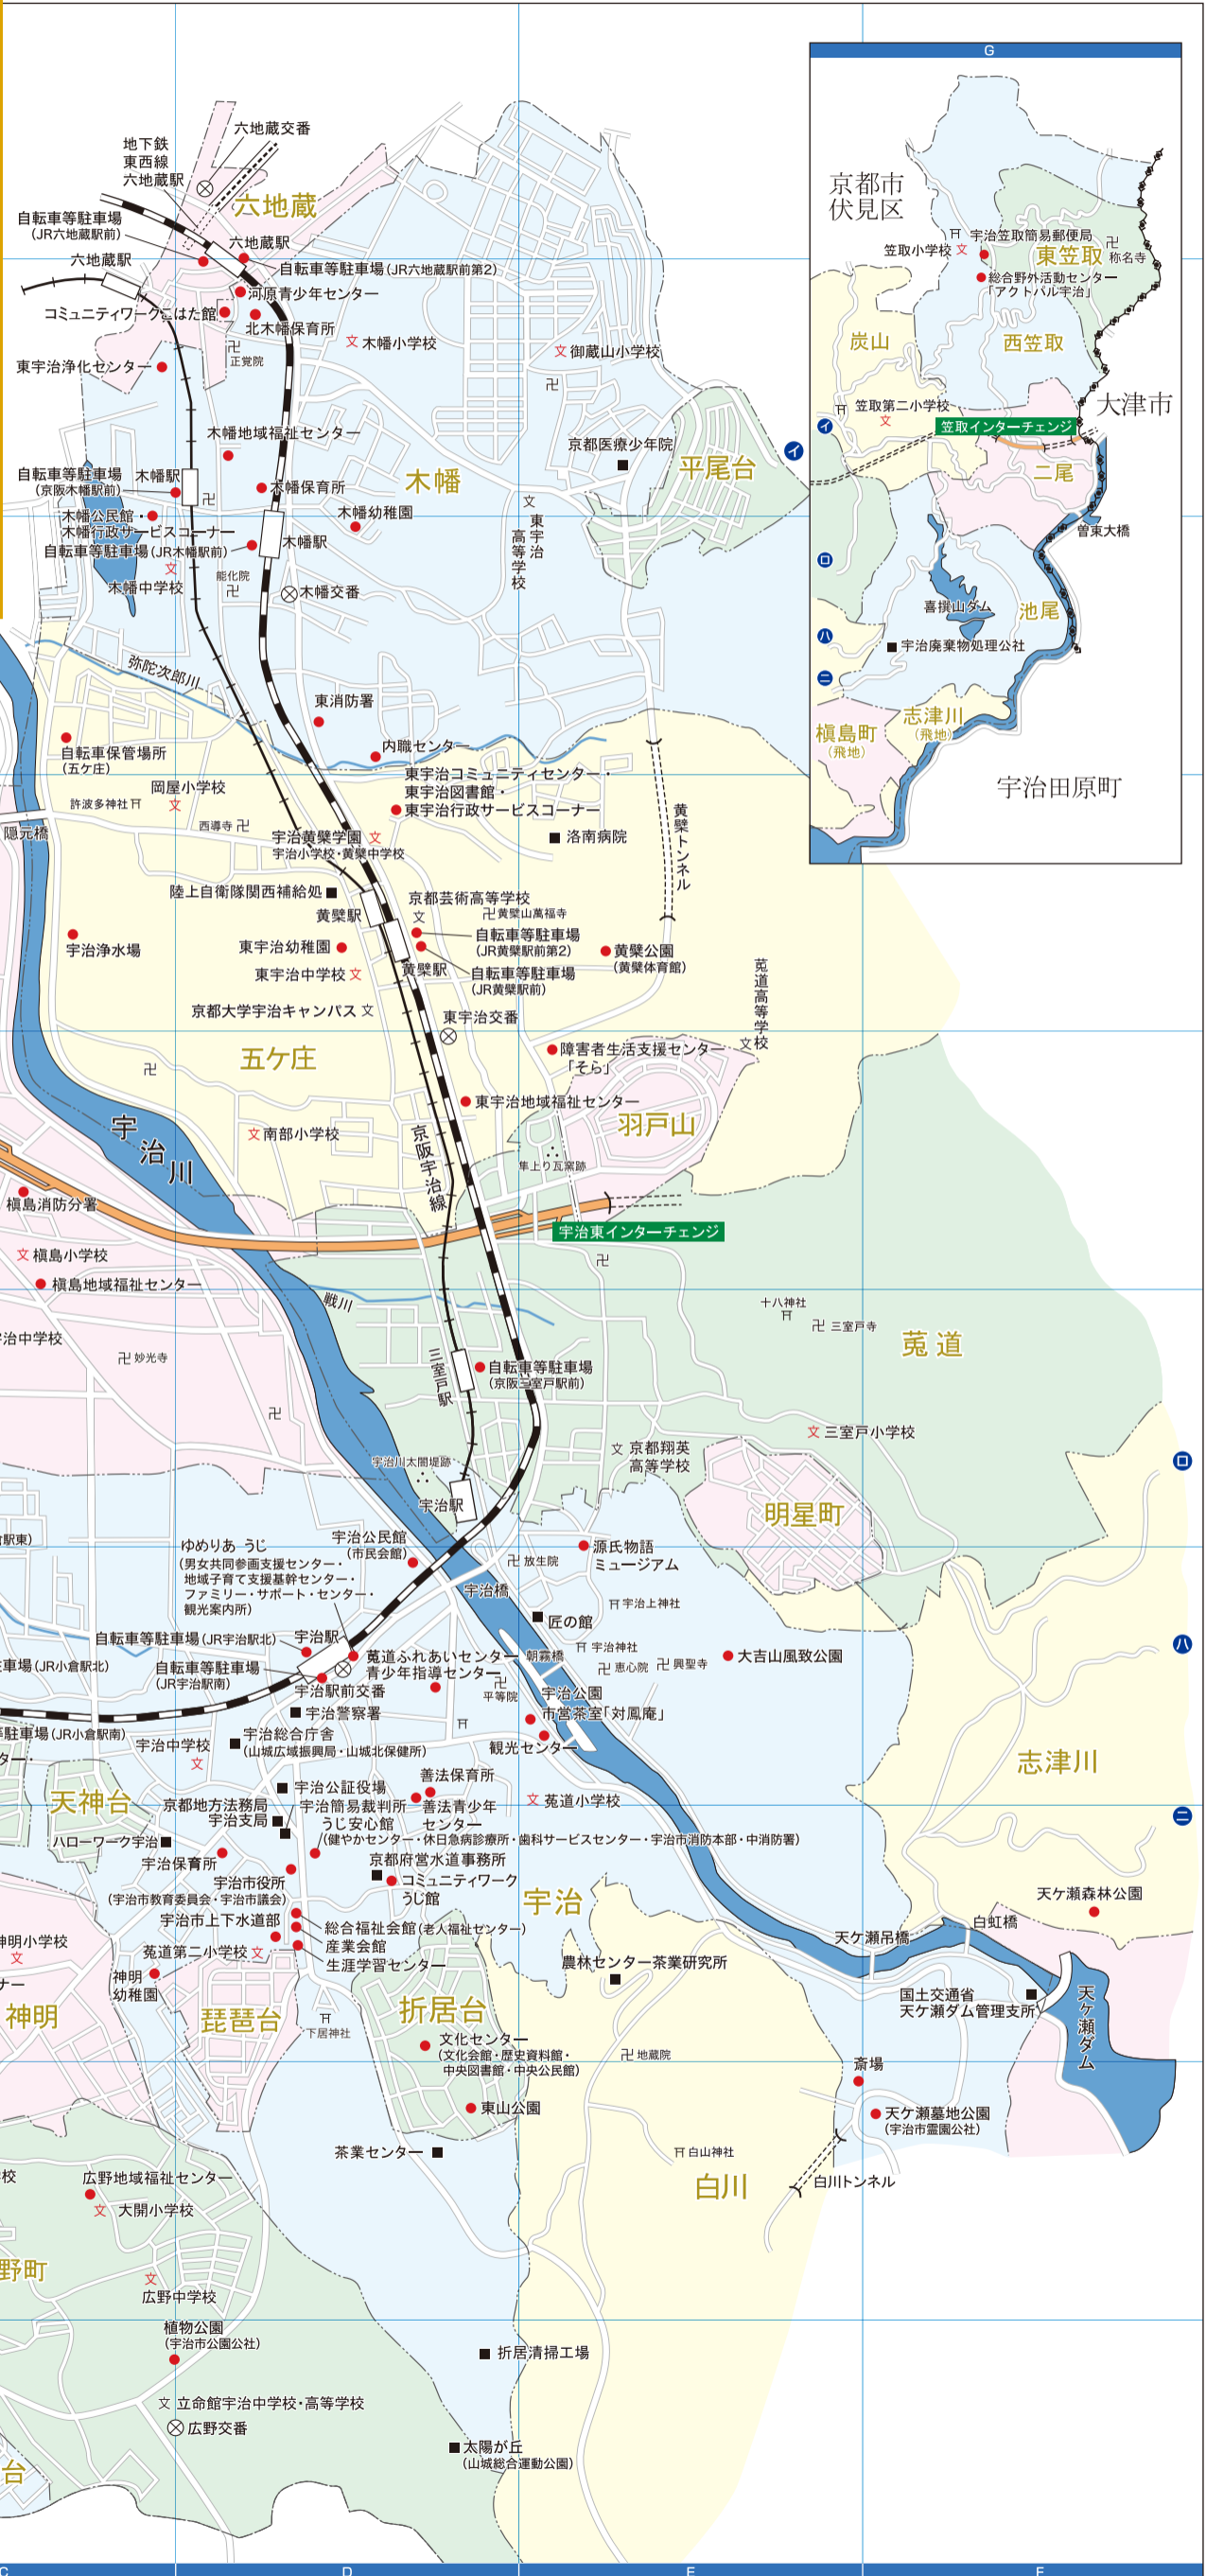 G
六地蔵交番
地下鉄
東西線
六地蔵駅
六地蔵
自転車等駐車場
(JR六地蔵駅前)
六地蔵駅
六地蔵駅
自転車等駐車場(JR六地蔵駅前第2)
河原青少年センター
コミュニティワークこはた館
北木幡保育所
正覚院
木幡小学校
御蔵山小学校
東宇治浄化センター
木幡地域福祉センター
京都医療少年院
平尾台
イ
木幡
自転車等駐車場
(京阪木幡駅前)
木幡駅
木幡保育所
木幡公民館・
木幡行政サービスコーナー
木幡幼稚園
東宇治
高等学校
自転車等駐車場(JR木幡駅前)
木幡駅
木幡中学校
能化院
木幡交番
京都市
伏見区
宇治笠取簡易郵便局
笠取小学校
東笠取
称名寺
総合野外活動センター
「アクトパル宇治」
炭山
西笠取
大津市
笠取第二小学校
イ
笠取インターチェンジ
二尾
曽東大橋
ロ
喜撰山ダム
池尾
ハ
宇治廃棄物処理公社
ニ
志津川
(飛地)
槇島町
(飛地)
宇治田原町
弥陀次郎川
東消防署
自転車保管場所
(五ケ庄)
内職センター
岡屋小学校
東宇治コミュニティセンター・
東宇治図書館・
東宇治行政サービスコーナー
許波多神社
西導寺
隠元橋
宇治黄檗学園
宇治小学校・黄檗中学校
洛南病院
黄檗トンネル
陸上自衛隊関西補給処
京都芸術高等学校
黄檗山萬福寺
黄檗駅
自転車等駐車場
(JR黄檗駅前第2)
宇治浄水場
東宇治幼稚園
黄檗公園
(黄檗体育館)
黄檗駅
自転車等駐車場
(JR黄檗駅前)
東宇治中学校
莵道高等学校
京都大学宇治キャンパス
東宇治交番
五ケ庄
障害者生活支援センター
「そら」
東宇治地域福祉センター
羽戸山
宇治川
南部小学校
京阪宇治線
隼上り瓦窯跡
槇島消防分署
宇治東インターチェンジ
槇島小学校
槇島地域福祉センター
戦川
十八神社
三室戸寺
治中学校
妙光寺
莵道
三室戸駅
自転車等駐車場
(京阪三室戸駅前)
三室戸小学校
京都翔英
高等学校
宇治川太閤堤跡
ロ
宇治駅
明星町
駅東)
ゆめりあ うじ
(男女共同参画支援センター・
地域子育て支援基幹センター・
ファミリー・サポート・センター・
観光案内所)
宇治公民館
(市民会館)
源氏物語
ミュージアム
放生院
宇治橋
宇治上神社
匠の館
自転車等駐車場(JR宇治駅北)
宇治駅
宇治神社
ハ
車場(JR小倉駅北)
自転車等駐車場
(JR宇治駅南)
莵道ふれあいセンター
青少年指導センター
朝霧橋
恵心院
興聖寺
大吉山風致公園
宇治駅前交番
平等院
宇治公園
市営茶室「対鳳庵」
宇治警察署
駐車場(JR小倉駅南)
宇治総合庁舎
(山城広域振興局・山城北保健所)
宇治中学校
観光センター
ター・
志津川
善法保育所
天神台
宇治公証役場
莵道小学校
京都地方法務局
宇治支局
宇治簡易裁判所
善法青少年
センター
ニ
うじ安心館
(健やかセンター・休日急病診療所・歯科サービスセンター・宇治市消防本部・中消防署)
ハローワーク宇治
宇治保育所
京都府営水道事務所
宇治市役所
(宇治市教育委員会・宇治市議会)
コミュニティワーク
うじ館
宇治
天ケ瀬森林公園
宇治市上下水道部
総合福祉会館(老人福祉センター)
産業会館
生涯学習センター
白虹橋
天ケ瀬吊橋
神明小学校
莵道第二小学校
ナー
神明
幼稚園
農林センター茶業研究所
国土交通省
天ケ瀬ダム管理支所
天ケ瀬ダム
神明
琵琶台
下居神社
折居台
文化センター
(文化会館・歴史資料館・
中央図書館・中央公民館)
地蔵院
斎場
東山公園
天ケ瀬墓地公園
(宇治市霊園公社)
茶業センター
白山神社
白川
白川トンネル
校
広野地域福祉センター
大開小学校
野町
広野中学校
植物公園
(宇治市公園公社)
折居清掃工場
立命館宇治中学校・高等学校
広野交番
太陽が丘
(山城総合運動公園)
台
C
D
E
F